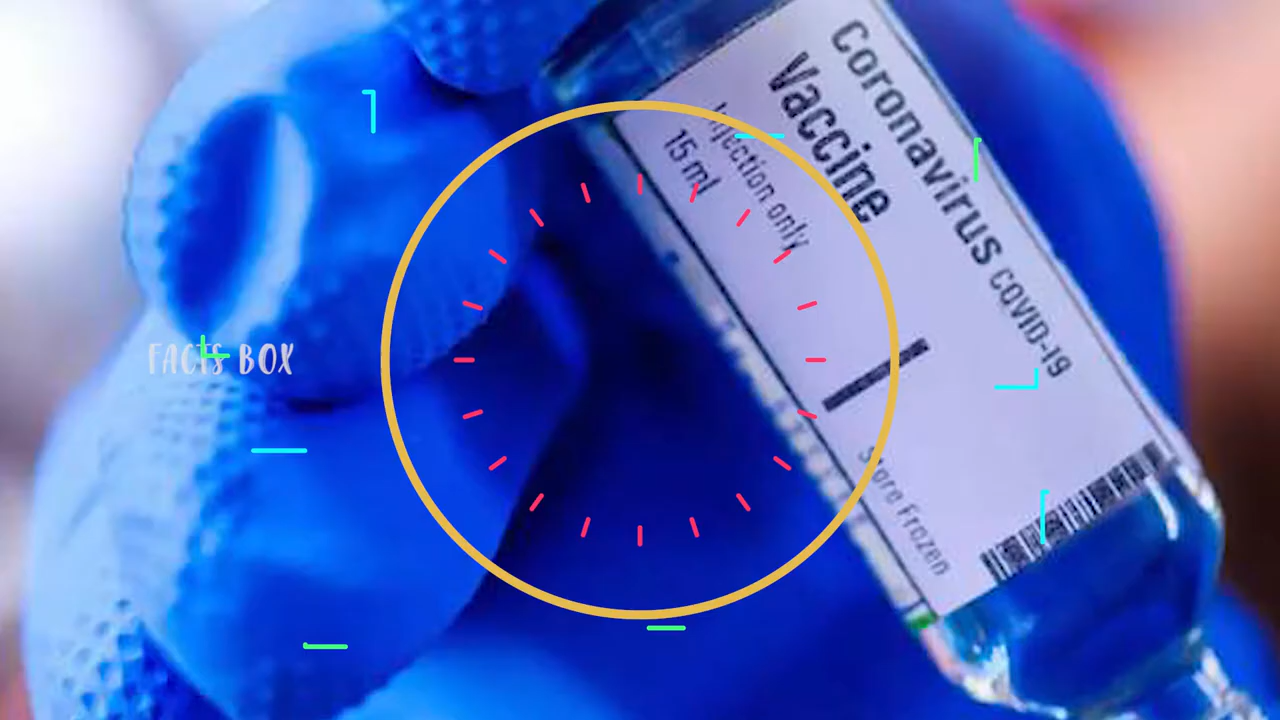 Coronavirus COVID-19
Vaccine
Injection only
15 ml
Store Frozen
FACTS BOX